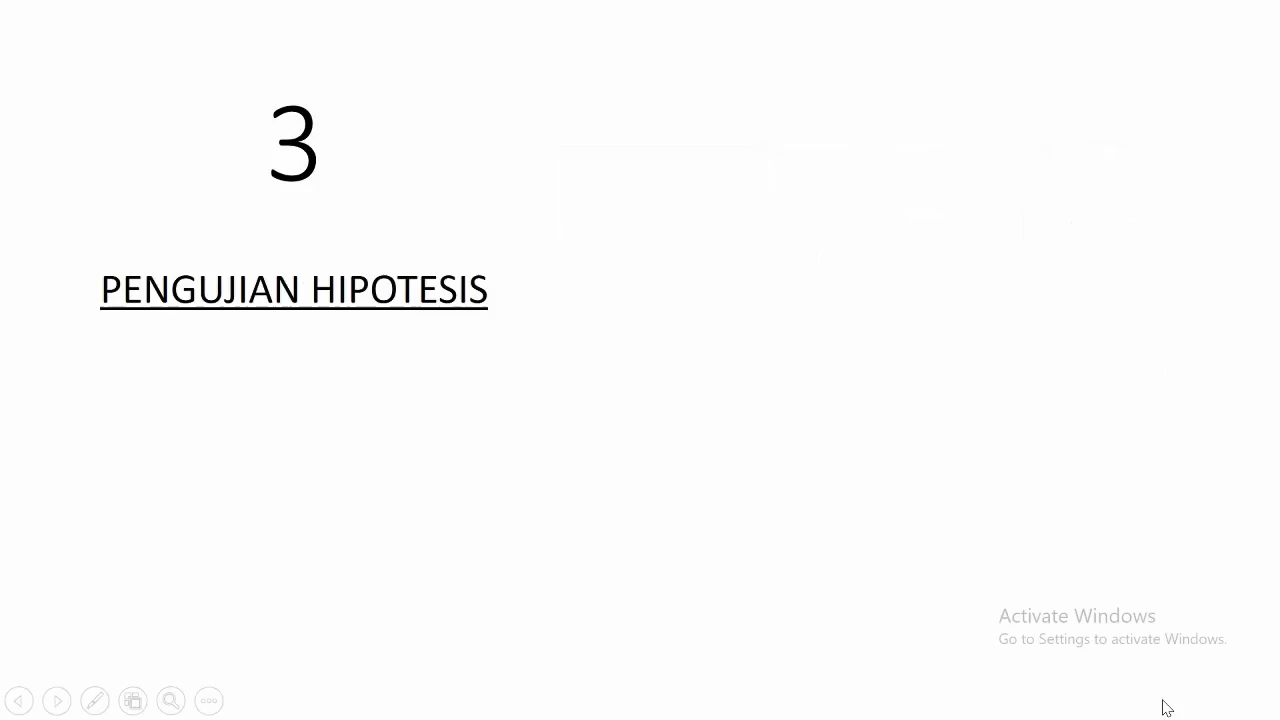 3
PENGUJIAN HIPOTESIS
Activate Windows
Go to Settings to activate Windows.